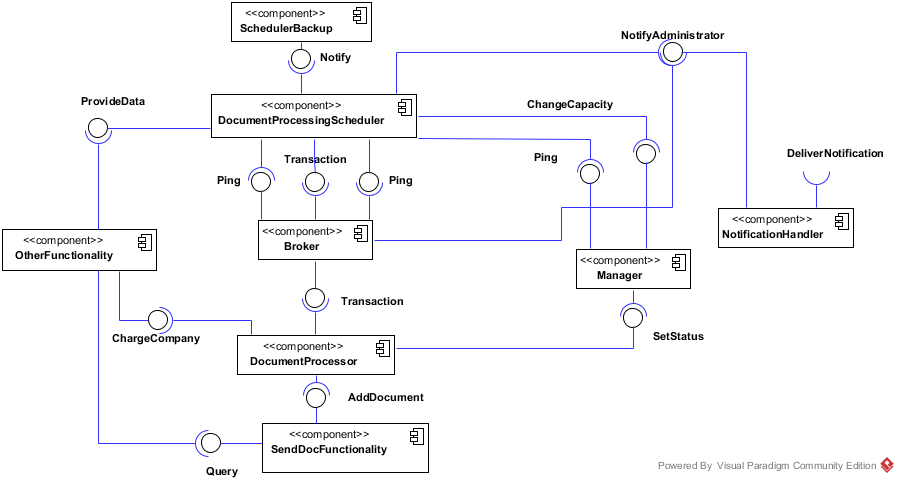 <<component>>
SchedulerBackup
NotifyAdministrator
Notify
ProvideData
<<component>>
DocumentProcessingScheduler
ChangeCapacity
Transaction
Ping
Ping
Ping
DeliverNotification
<<component>>
OtherFunctionality
<<component>>
Broker
<<component>>
NotificationHandler
<<component>>
Manager
Transaction
ChargeCompany
SetStatus
<<component>>
DocumentProcessor
AddDocument
<<component>>
SendDocFunctionality
Query
Powered By Visual Paradigm Community Edition